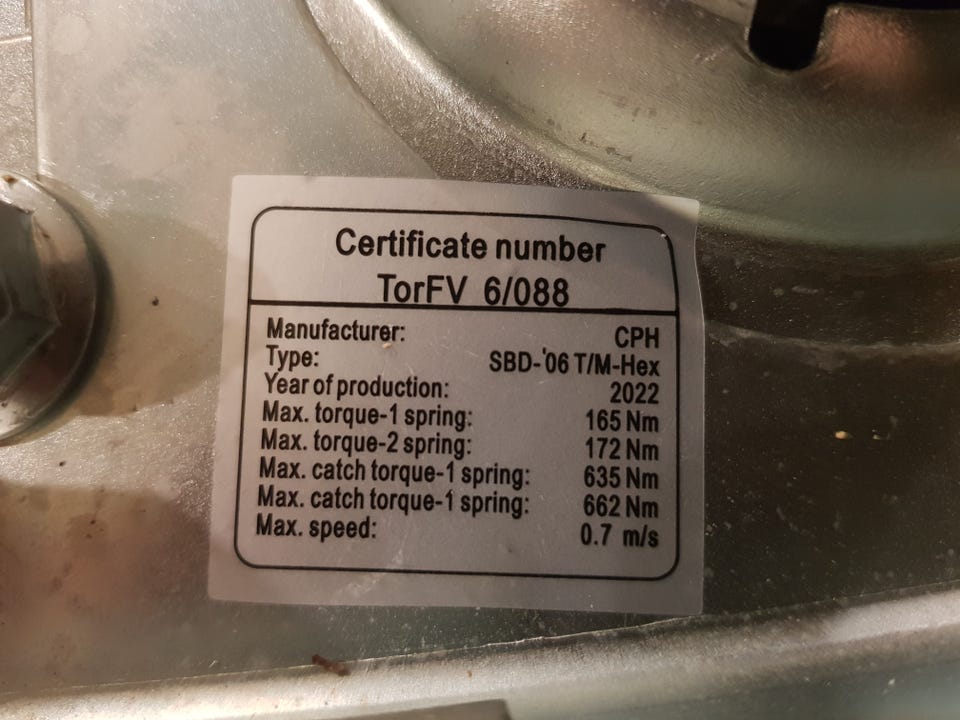 Certificate number
TorFV 6/088
Manufacturer: CPH
Type: SBD-'06 T/M-Hex
Year of production: 2022
Max. torque-1 spring: 165 Nm
Max. torque-2 spring: 172 Nm
Max. catch torque-1 spring: 635 Nm
Max. catch torque-1 spring: 662 Nm
Max. speed: 0.7 m/s